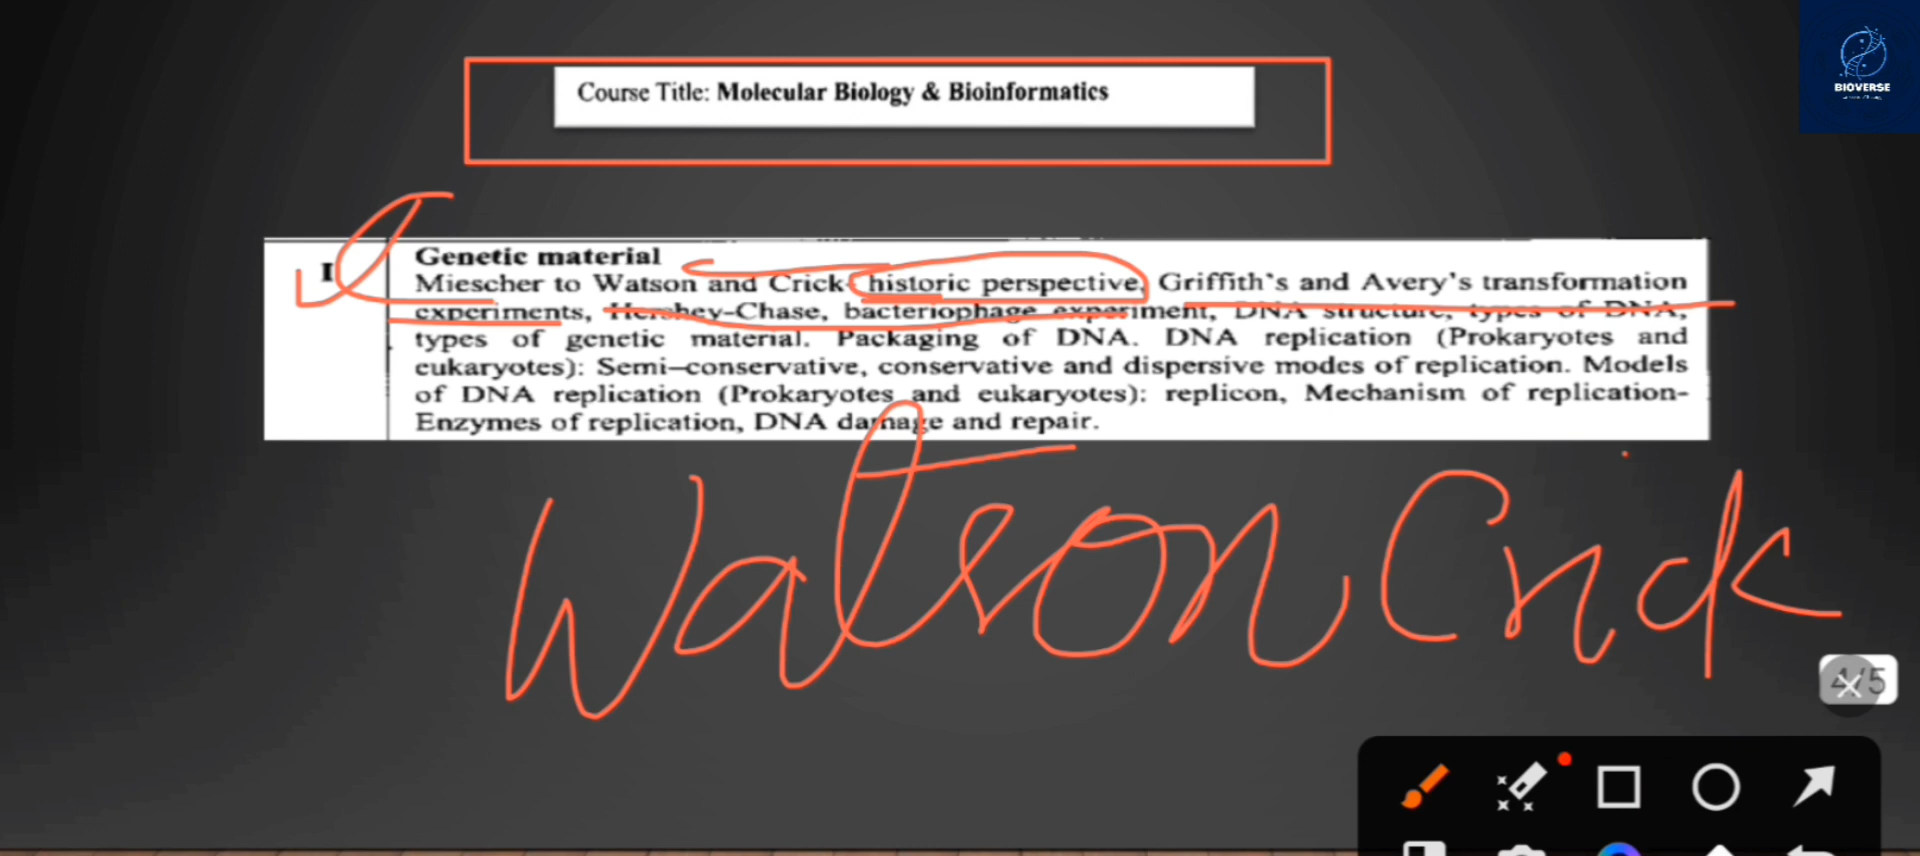 BIOVERSE
Course Title: Molecular Biology & Bioinformatics
I
Genetic material
Miescher to Watson and Crick- historic perspective, Griffith's and Avery's transformation
experiments, Hershey-Chase, bacteriophage experiment, DNA structure, types of DNA,
types of genetic material. Packaging of DNA. DNA replication (Prokaryotes and
eukaryotes): Semi-conservative, conservative and dispersive modes of replication. Models
of DNA replication (Prokaryotes and eukaryotes): replicon, Mechanism of replication-
Enzymes of replication, DNA damage and repair.
Watson Crick
4/5